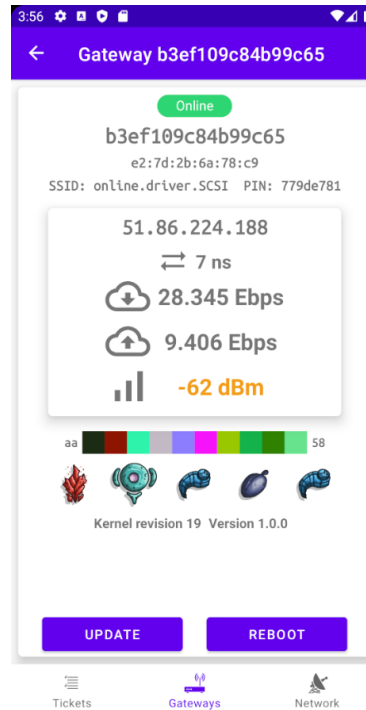 3:56
Gateway b3ef109c84b99c65
Online
b3ef109c84b99c65
e2:7d:2b:6a:78:c9
SSID: online.driver.SCSI PIN: 779de781
51.86.224.188
7 ns
28.345 Ebps
9.406 Ebps
-62 dBm
aa 58
Kernel revision 19 Version 1.0.0
UPDATE REBOOT
Tickets Gateways Network